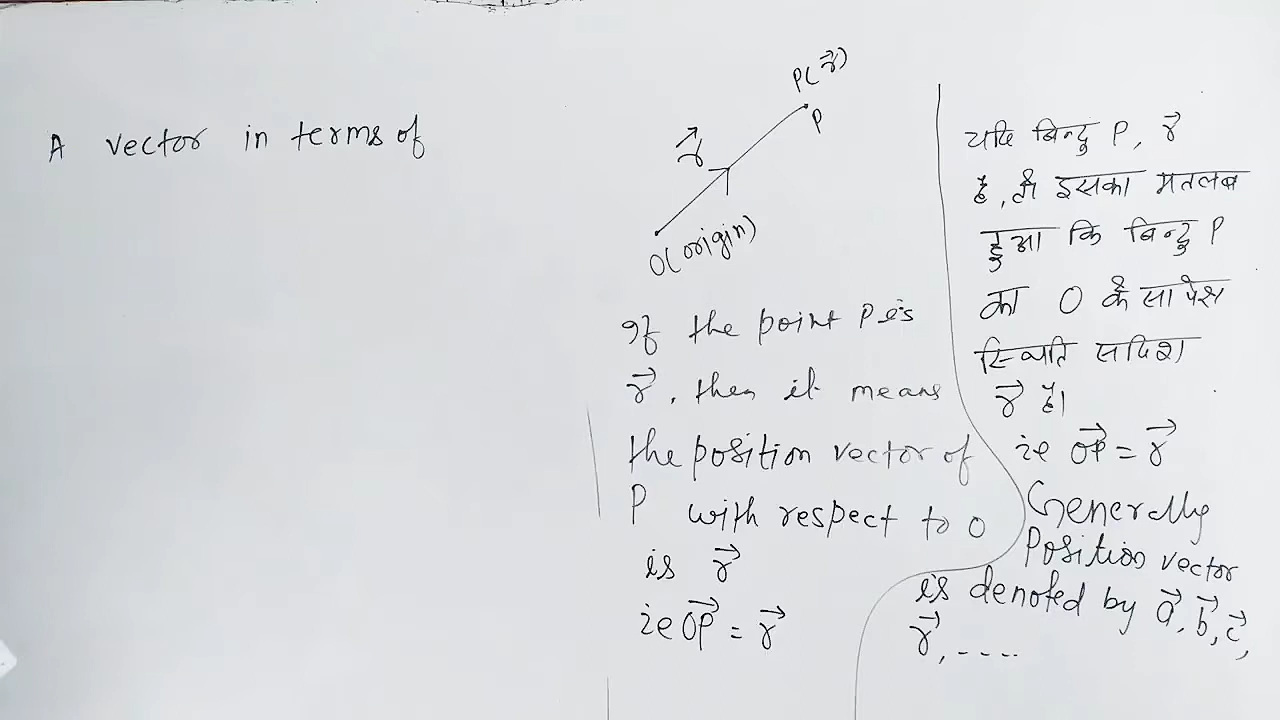 A vector in terms of
P(r⃗)
P
r⃗
O(origin)
If the point P is
r⃗, then it means
the position vector of
P with respect to O
is r⃗
ie OP⃗ = r⃗
यदि बिन्दु P, r⃗
है, तो इसका मतलब
हुआ कि बिन्दु P
का O के सापेक्ष
स्थिति सदिश
r⃗ है।
ie OP⃗ = r⃗
Generally
Position vector
is denoted by a⃗, b⃗, c⃗,
r⃗, ----